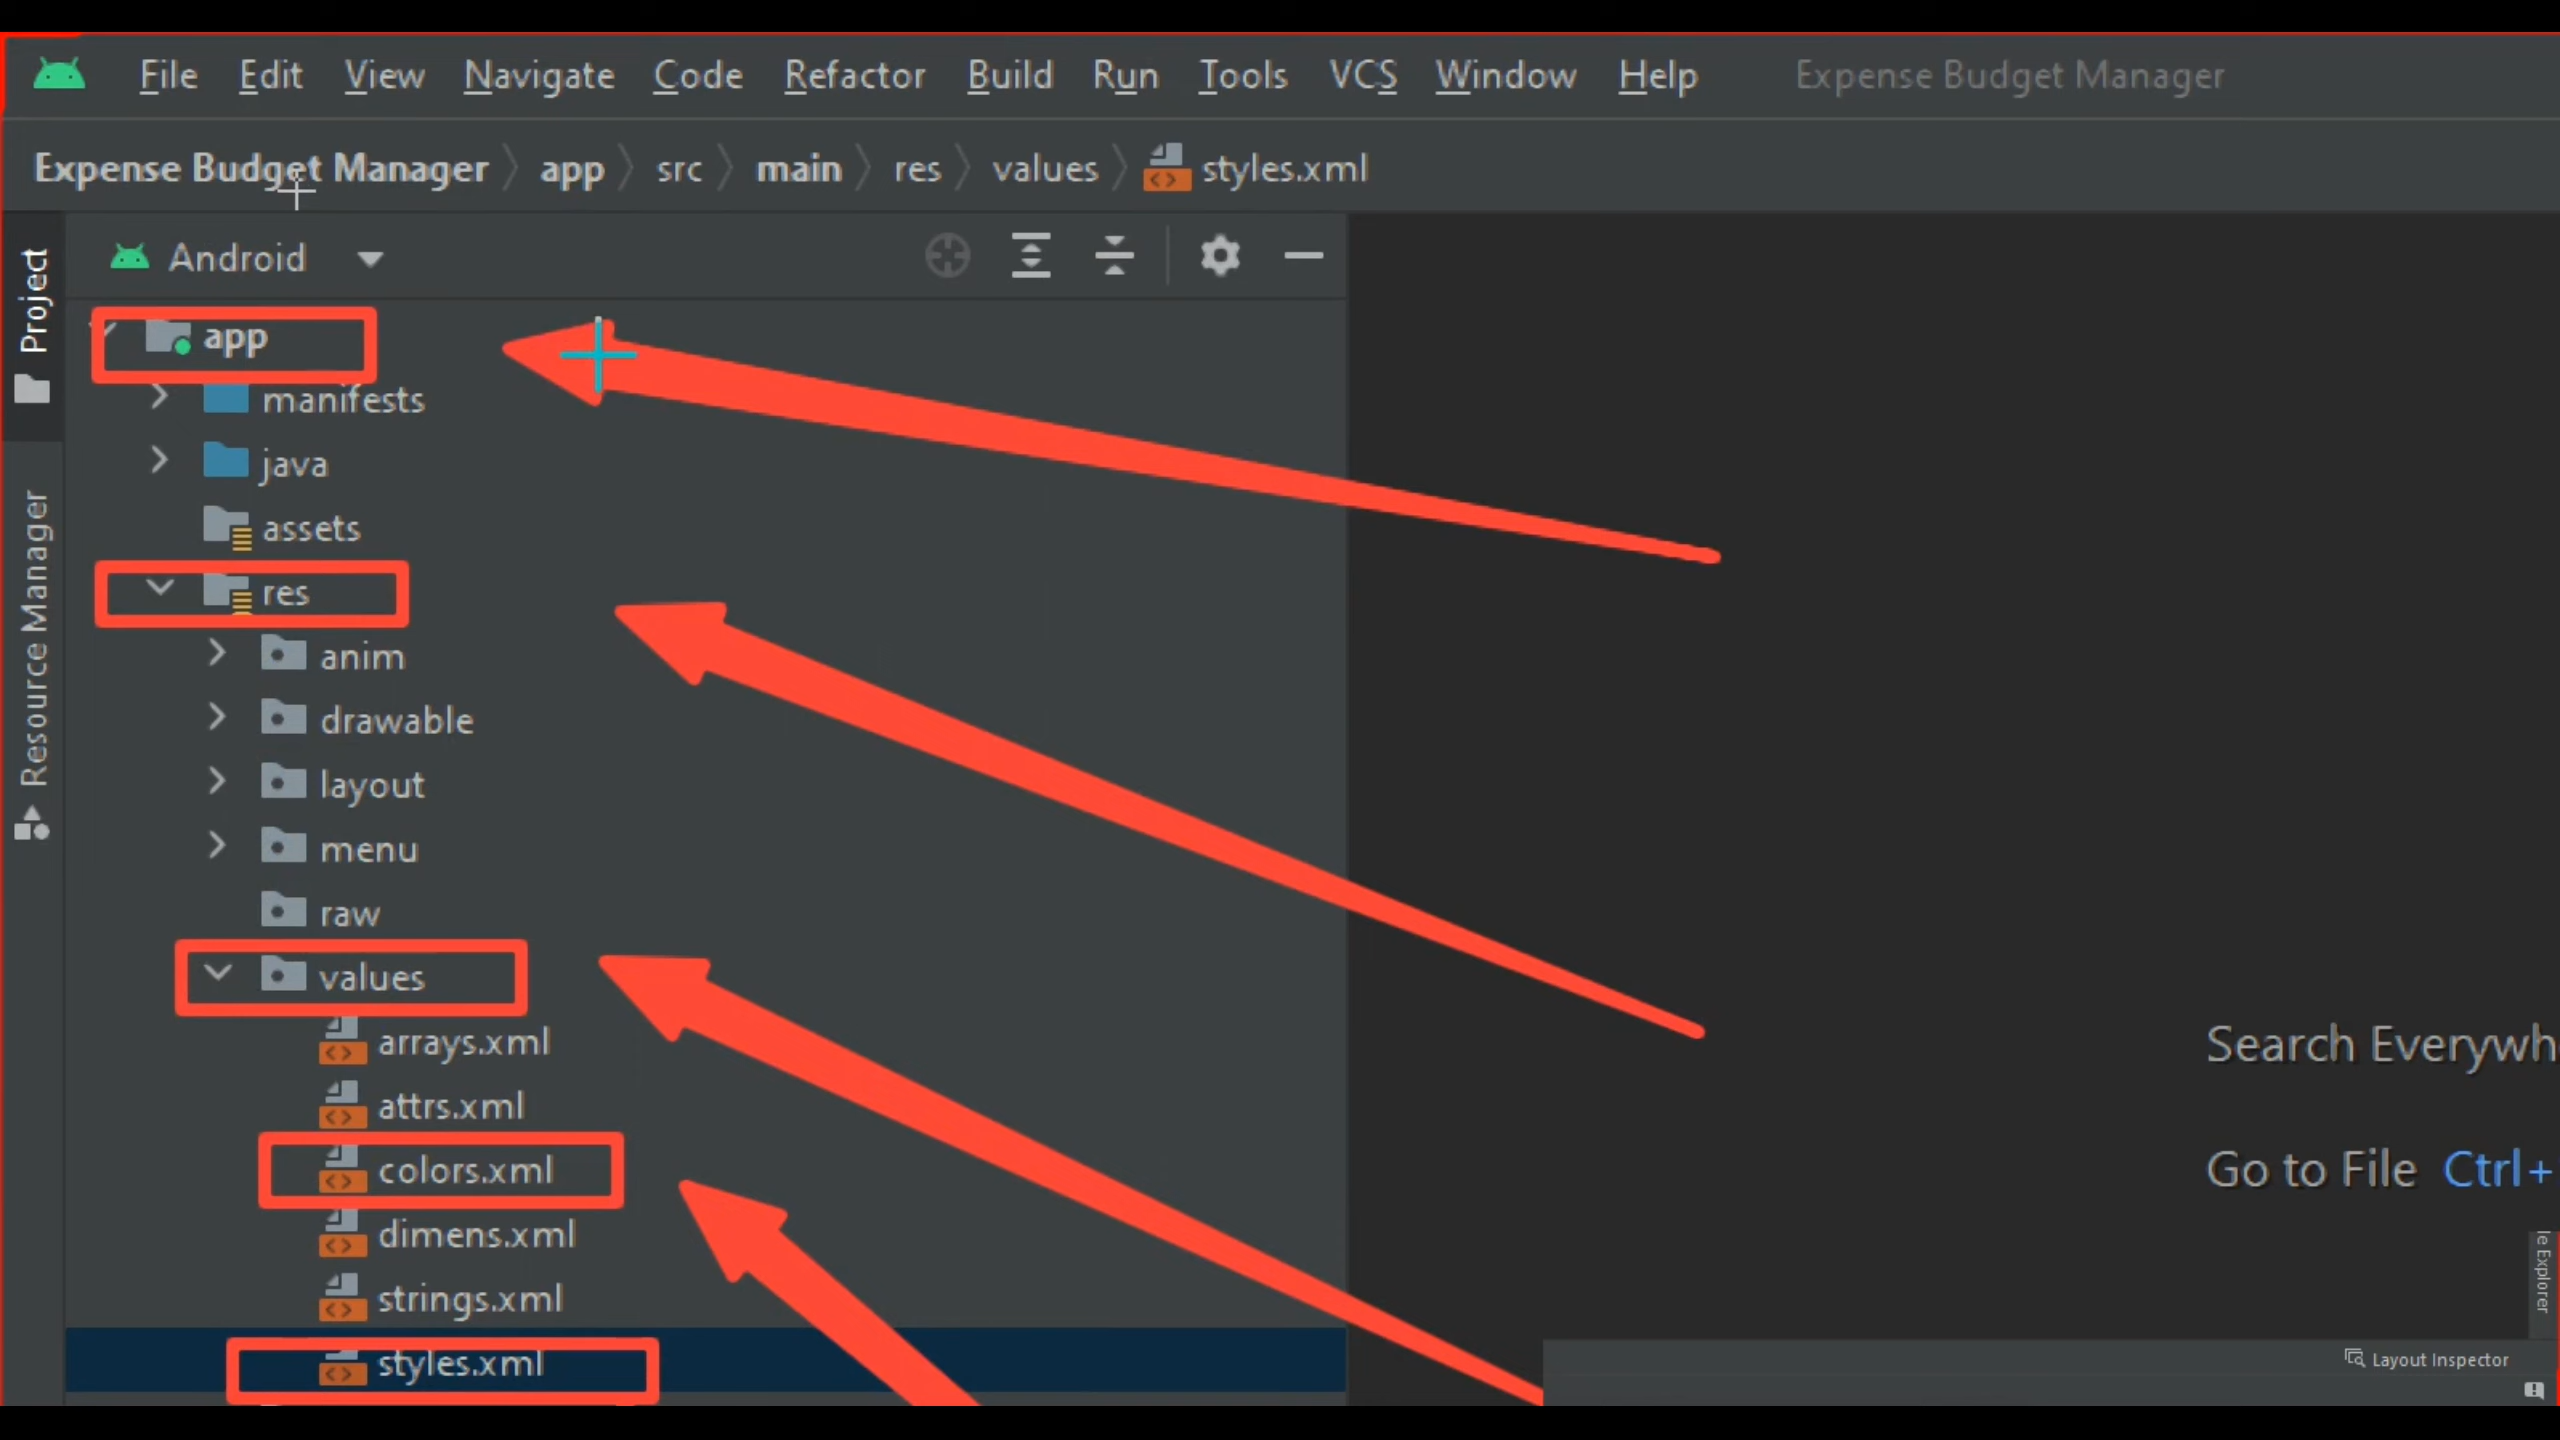 File Edit View Navigate Code Refactor Build Run Tools VCS Window Help Expense Budget Manager
Expense Budget Manager app src main res values styles.xml
Project
Resource Manager
Android
app
manifests
java
assets
res
anim
drawable
layout
menu
raw
values
arrays.xml
attrs.xml
colors.xml
dimens.xml
strings.xml
styles.xml
Search Everywh
Go to File Ctrl+
le Explorer
Layout Inspector